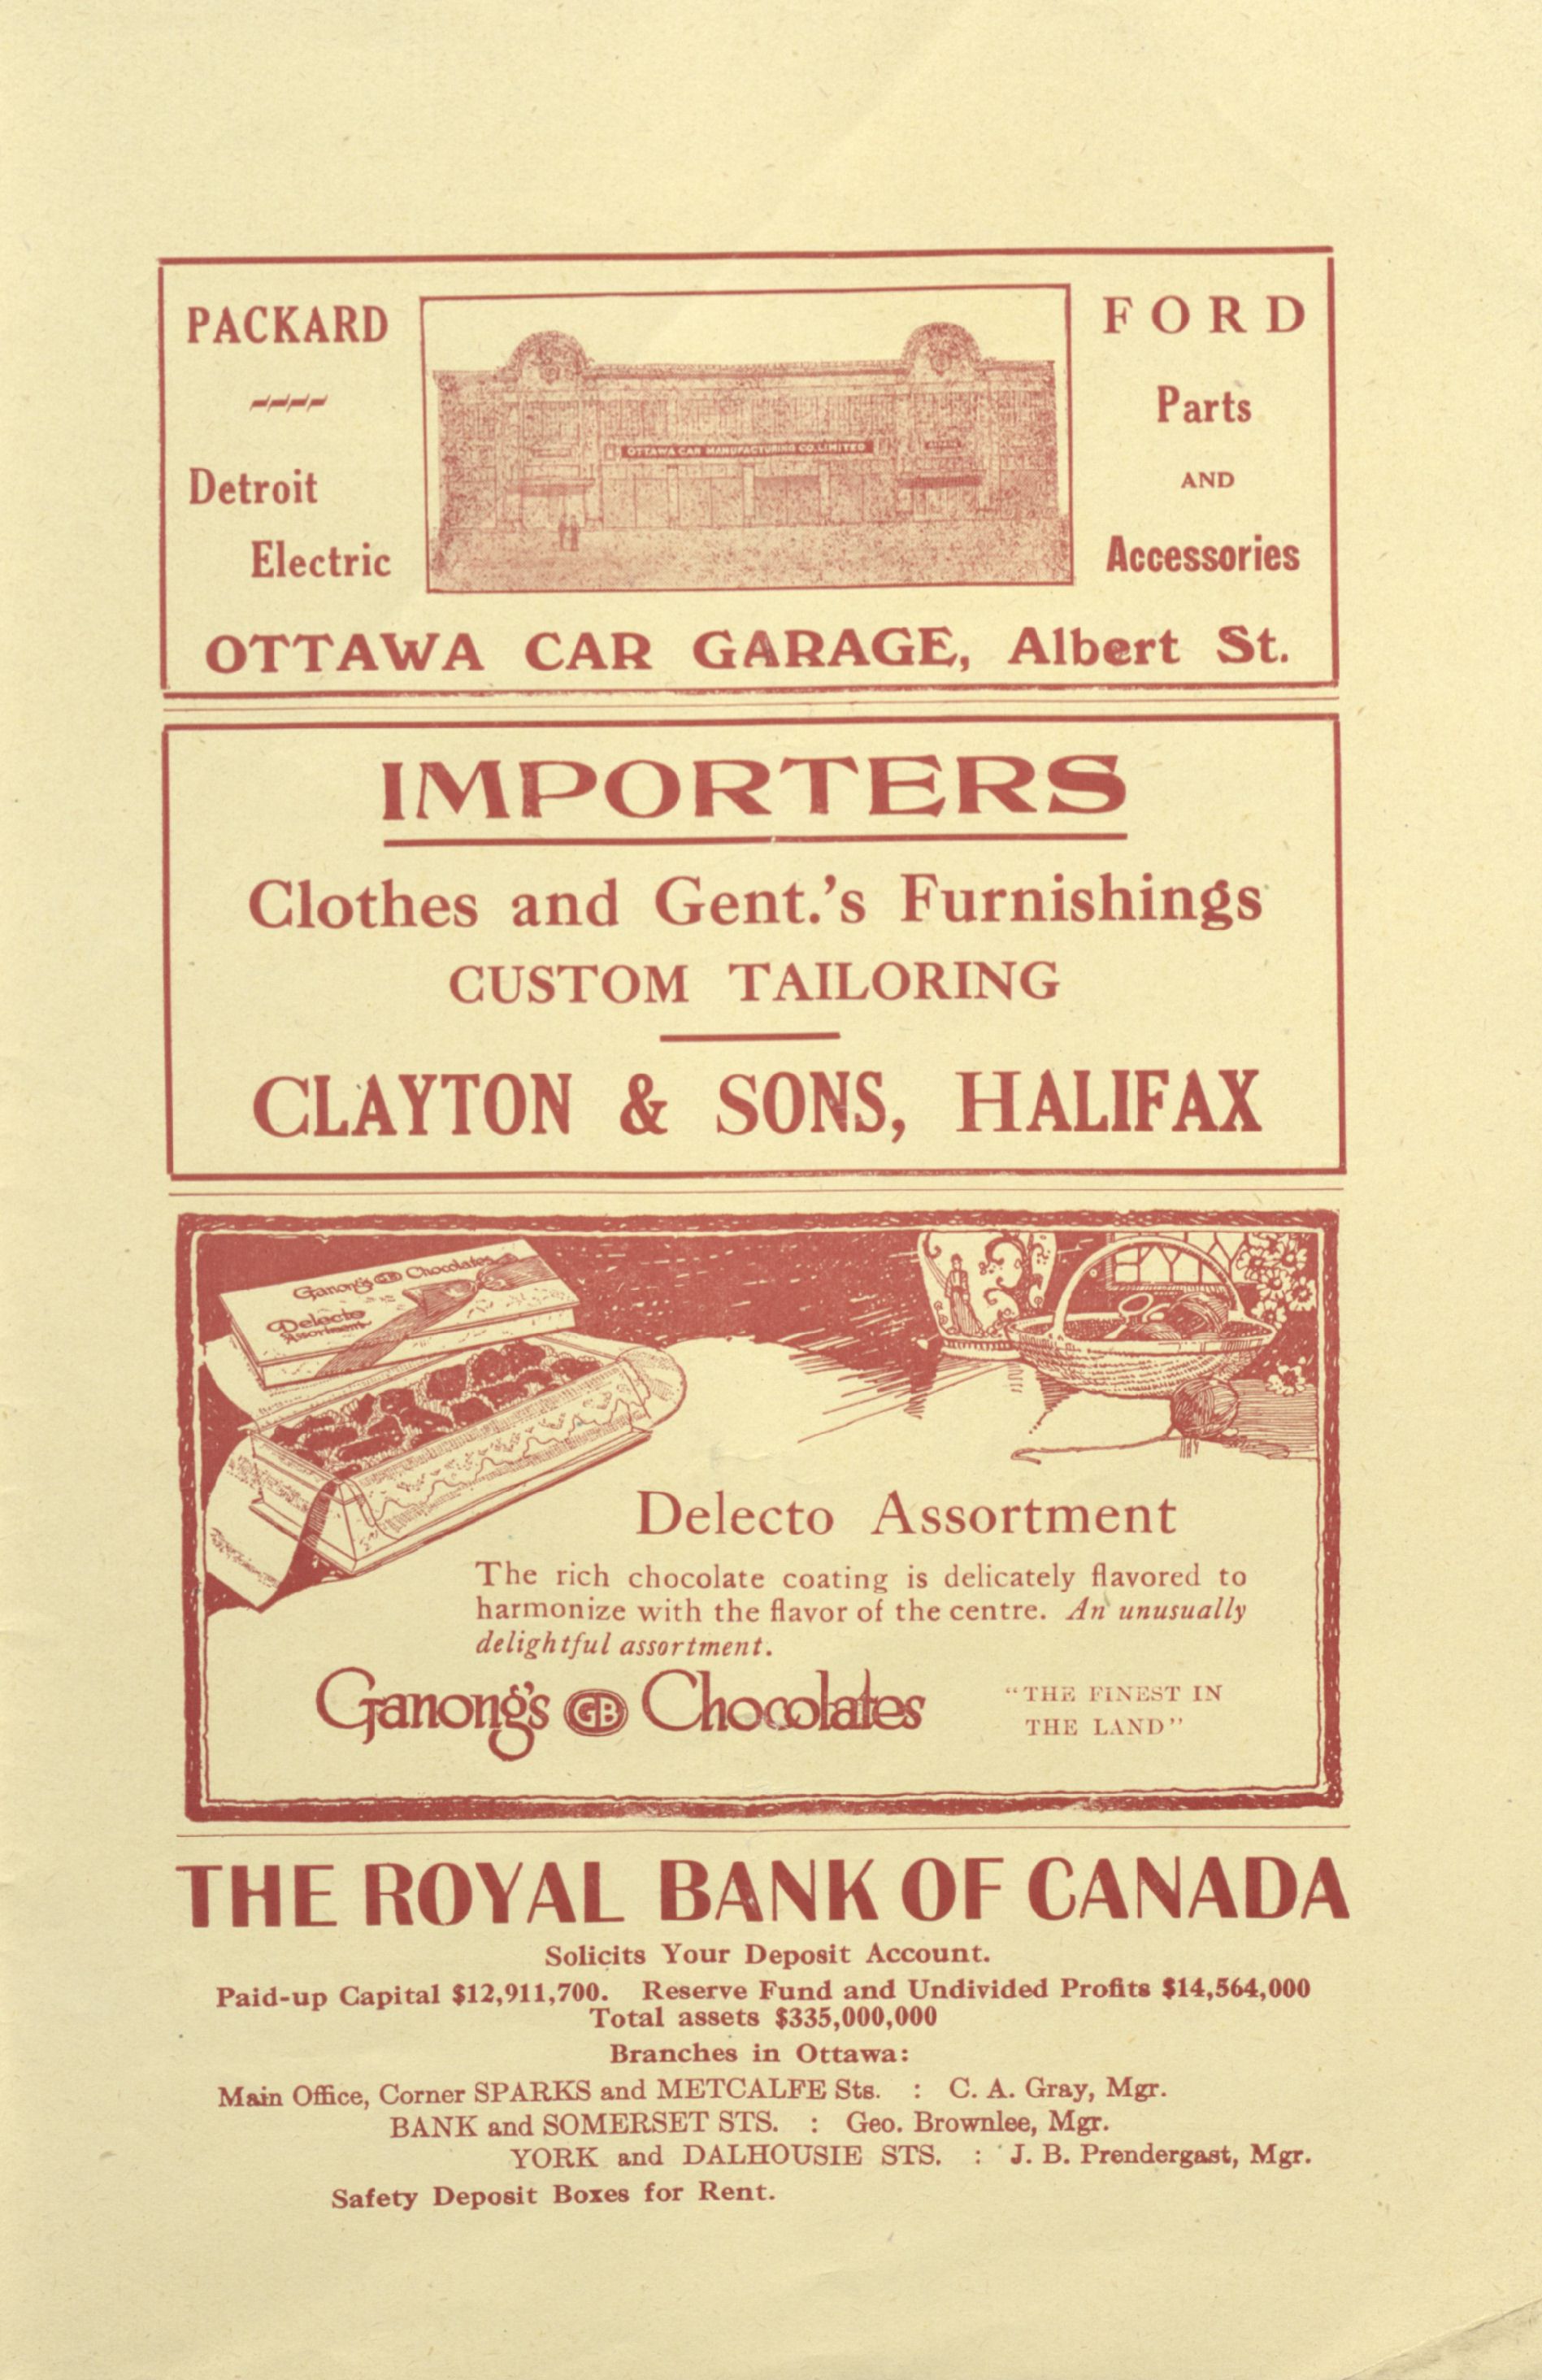 PACKARD
Detroit
Electric
OTTAWA CAR MANUFACTURING CO. LIMITED
FORD
Parts
AND
Accessories
OTTAWA CAR GARAGE, Albert St.
IMPORTERS
Clothes and Gent.'s Furnishings
CUSTOM TAILORING
CLAYTON & SONS, HALIFAX
Ganong's GB Chocolates
Delecto
Assortment
Delecto Assortment
The rich chocolate coating is delicately flavored to
harmonize with the flavor of the centre. An unusually
delightful assortment.
Ganong's GB Chocolates
"THE FINEST IN
THE LAND"
THE ROYAL BANK OF CANADA
Solicits Your Deposit Account.
Paid-up Capital $12,911,700. Reserve Fund and Undivided Profits $14,564,000
Total assets $335,000,000
Branches in Ottawa:
Main Office, Corner SPARKS and METCALFE Sts. : C. A. Gray, Mgr.
BANK and SOMERSET STS. : Geo. Brownlee, Mgr.
YORK and DALHOUSIE STS. : J. B. Prendergast, Mgr.
Safety Deposit Boxes for Rent.